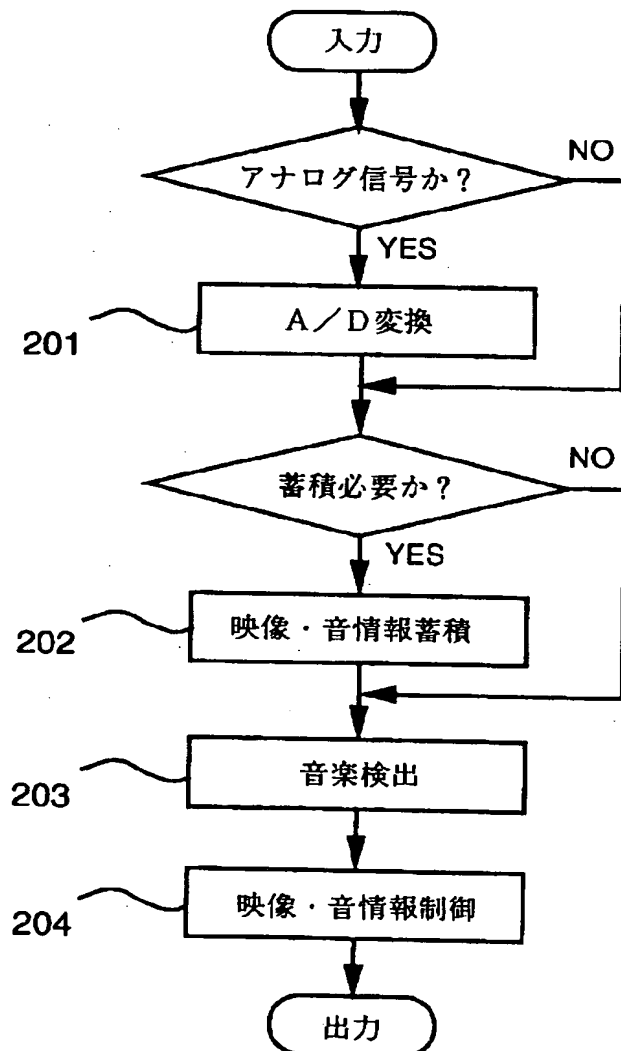 入力
アナログ信号か?
NO
YES
A/D変換
201
蓄積必要か?
NO
YES
映像・音情報蓄積
202
音楽検出
203
映像・音情報制御
204
出力